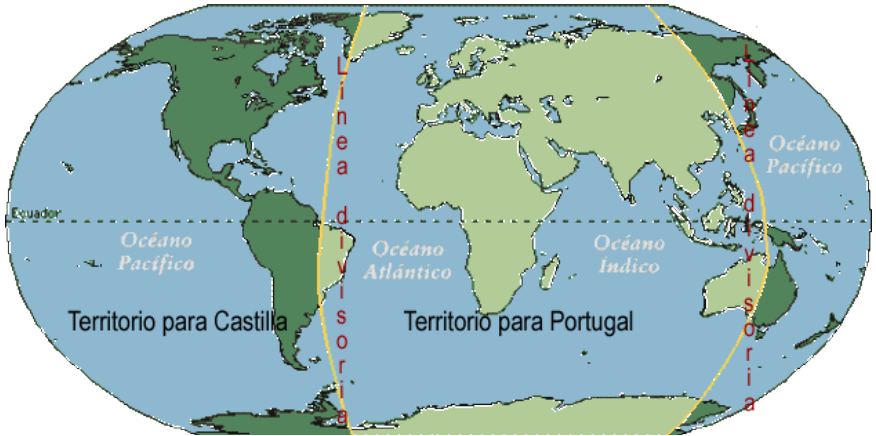 Línea divisoria
Línea divisoria
Océano
Pacífico
Ecuador
Océano
Pacífico
Océano
Atlántico
Océano
Índico
Territorio para Castilla
Territorio para Portugal